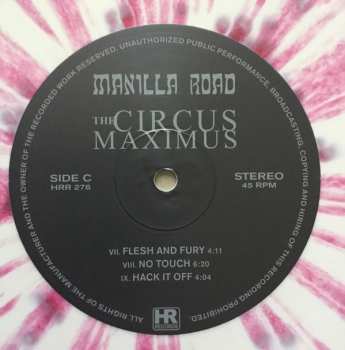 ALL RIGHTS OF THE MANUFACTURER AND THE OWNER OF THE RECORDED WORK RESERVED. UNAUTHORIZED PUBLIC PERFORMANCE, BROADCASTING, COPYING AND HIRING OF THIS RECORDING PROHIBITED.
MANILLA ROAD
THE CIRCUS
MAXIMUS
SIDE C
HRR 276
STEREO
45 RPM
VII. FLESH AND FURY 4:11
VIII. NO TOUCH 6:20
IX. HACK IT OFF 4:04
HR
RECORDS